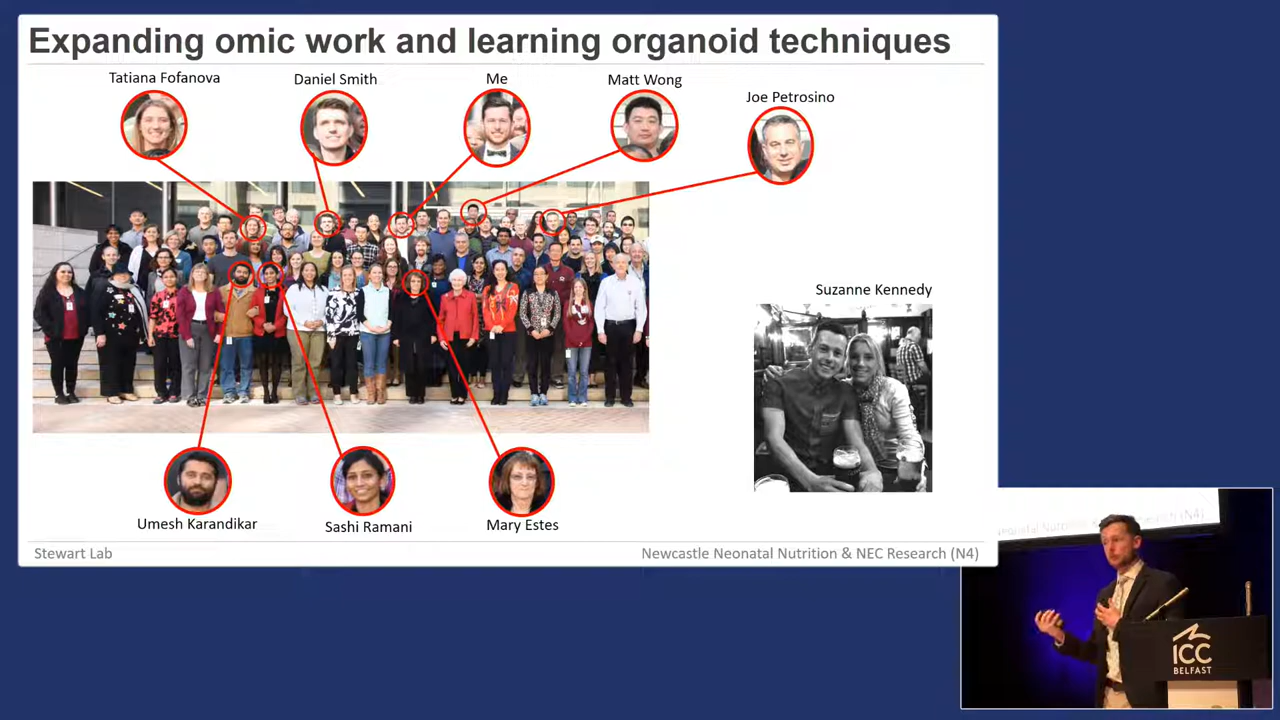 Expanding omic work and learning organoid techniques
Tatiana Fofanova
Daniel Smith
Me
Matt Wong
Joe Petrosino
Suzanne Kennedy
Umesh Karandikar
Sashi Ramani
Mary Estes
Stewart Lab
Newcastle Neonatal Nutrition & NEC Research (N4)
ICC
BELFAST